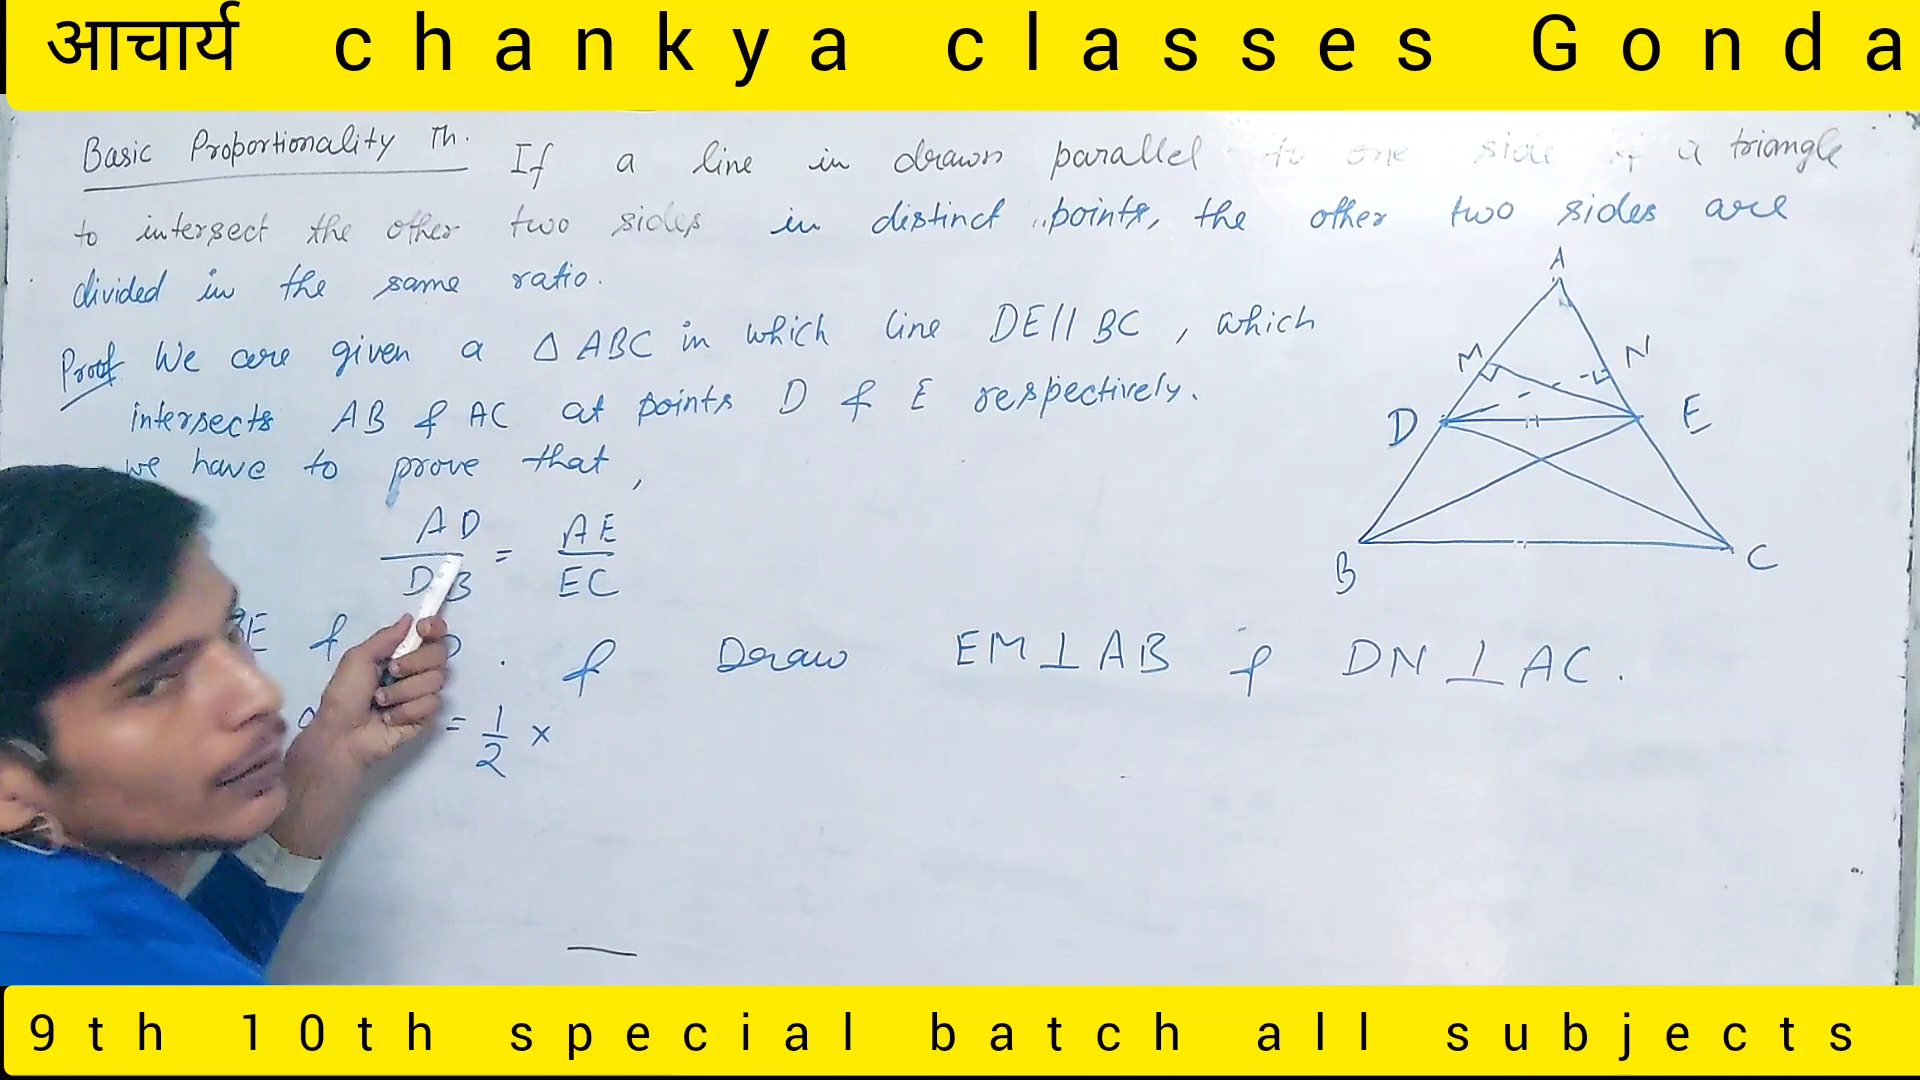 आचार्य chankya classes Gonda
Basic Proportionality Th. If a line in drawn parallel to one side of a triangle
to intersect the other two sides in distinct points, the other two sides are
divided in the same ratio.
Proof We are given a △ ABC in which line DE || BC , which
intersects AB & AC at points D & E respectively.
we have to prove that ,
AD/DB = AE/EC
BE & . & Draw EM ⊥ AB & DN ⊥ AC .
= 1/2 ×
A
M
N
D
E
B
C
9th 10th special batch all subjects